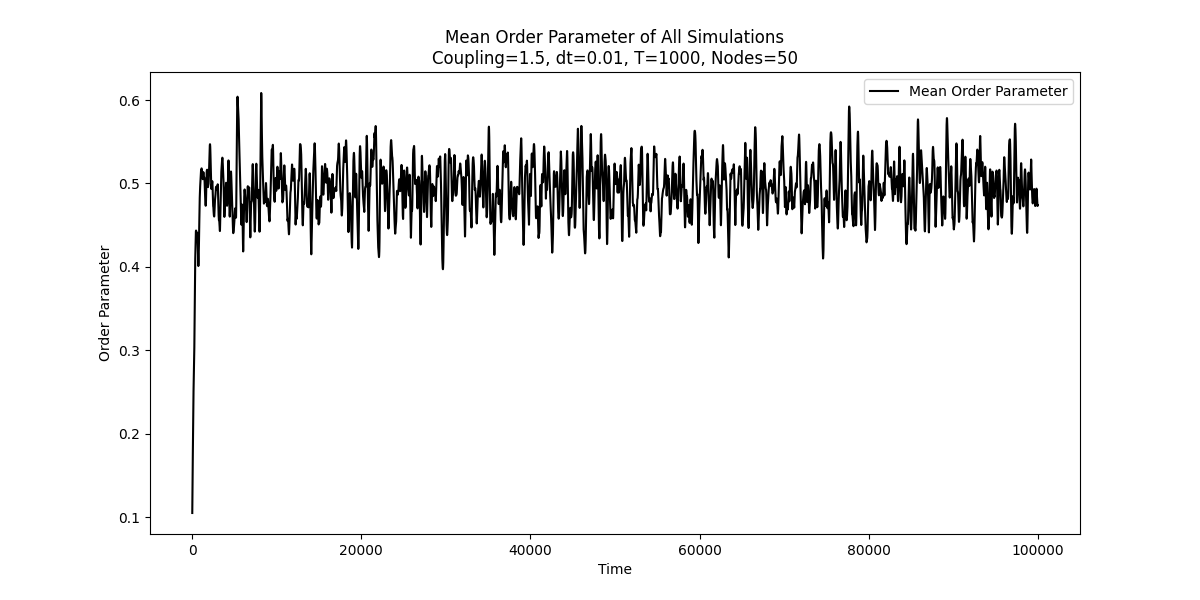 Mean Order Parameter of All Simulations
Coupling=1.5, dt=0.01, T=1000, Nodes=50
Mean Order Parameter
0.6
0.5
0.4
0.3
0.2
0.1
Order Parameter
0 20000 40000 60000 80000 100000
Time